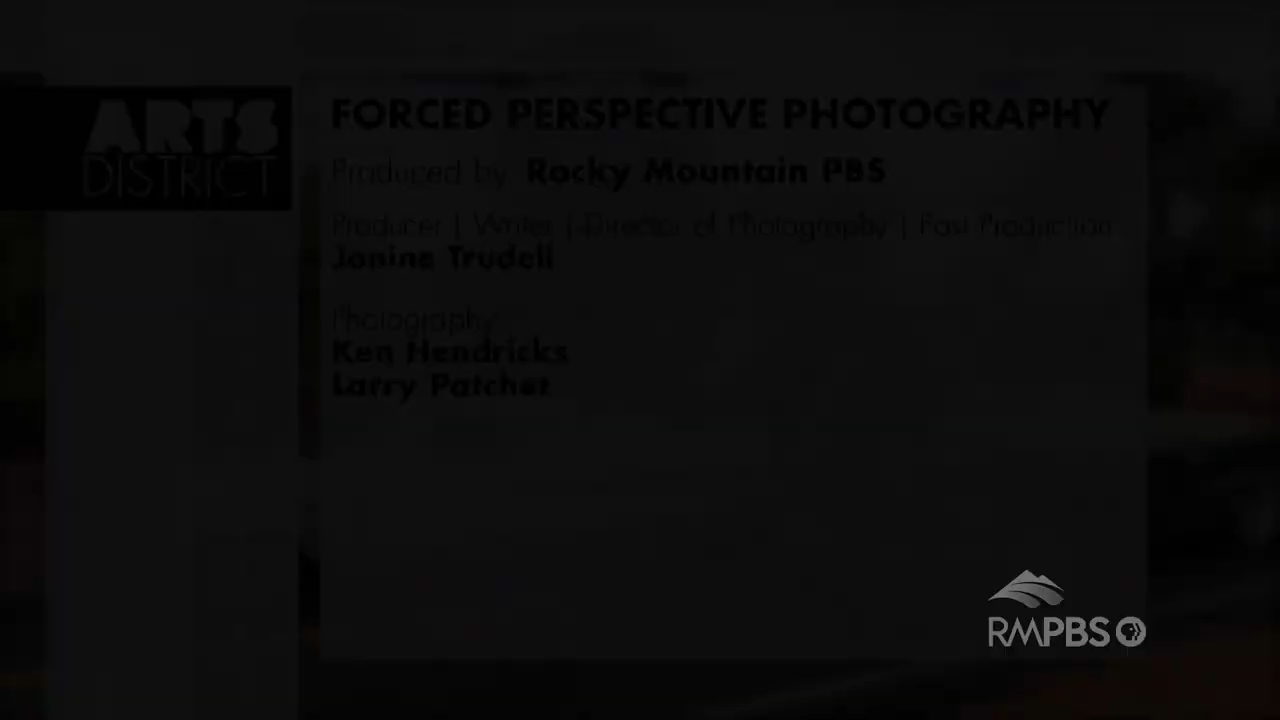 ARTS
DISTRICT
FORCED PERSPECTIVE PHOTOGRAPHY
Produced by Rocky Mountain PBS
Producer | Writer | Director of Photography | Post Production
Janine Trudell
Photography
Ken Hendricks
Larry Patchet
RMPBS